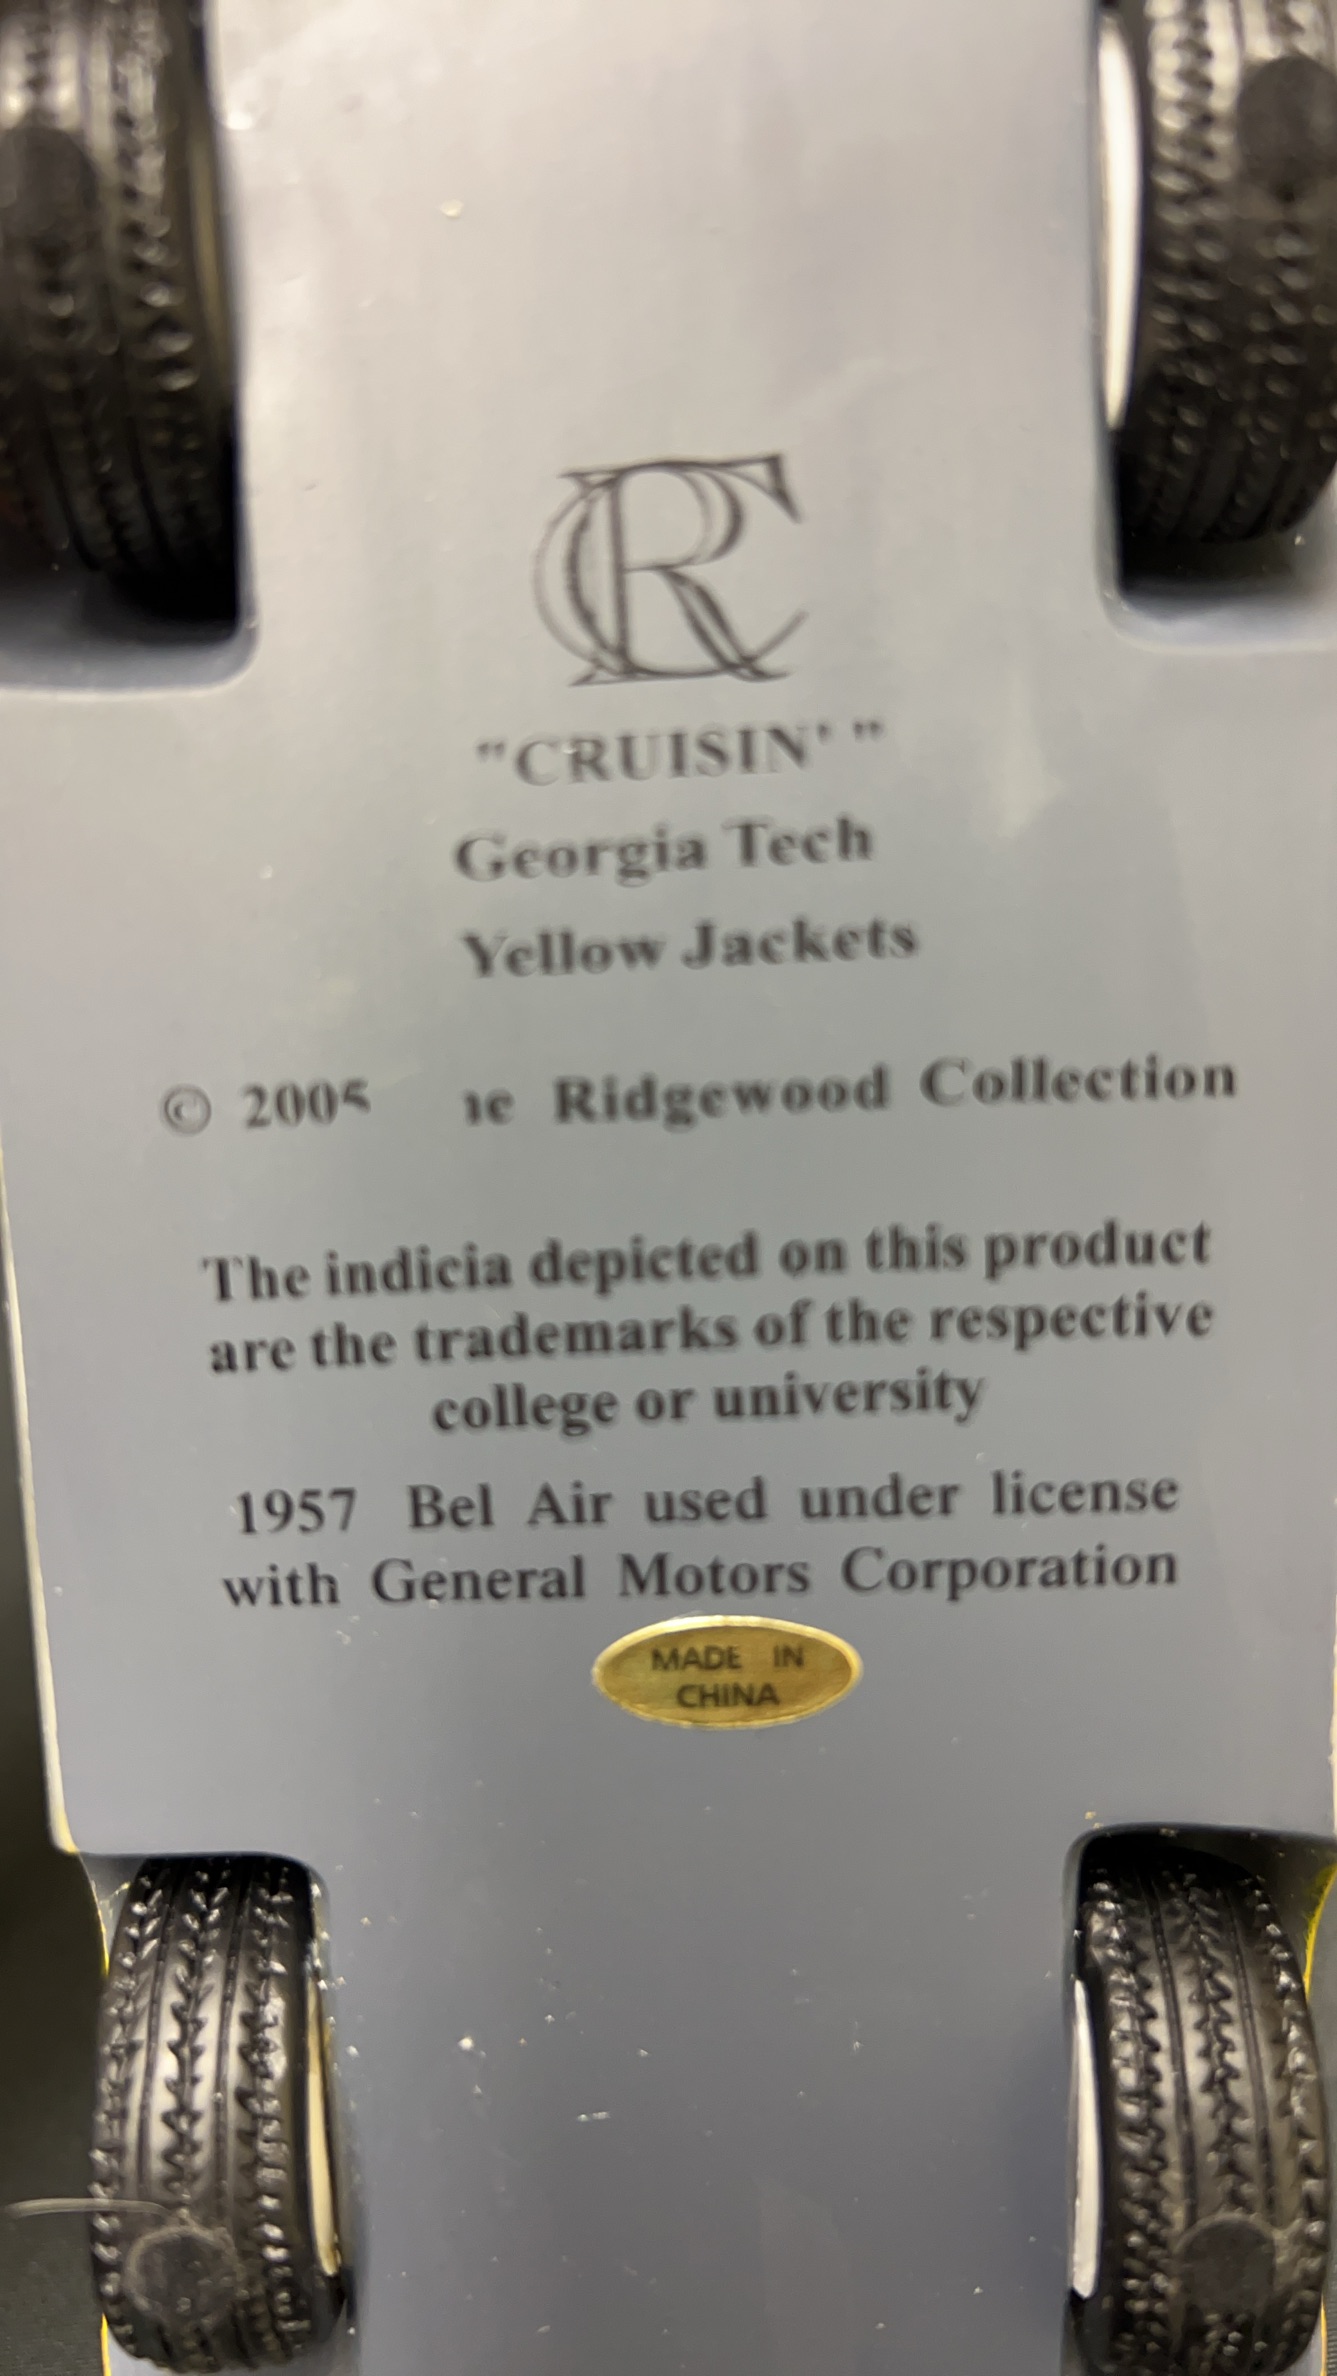 RC
"CRUISIN' "
Georgia Tech
Yellow Jackets
© 2005 Ridgewood Collection
The indicia depicted on this product
are the trademarks of the respective
college or university
1957 Bel Air used under license
with General Motors Corporation
MADE IN
CHINA